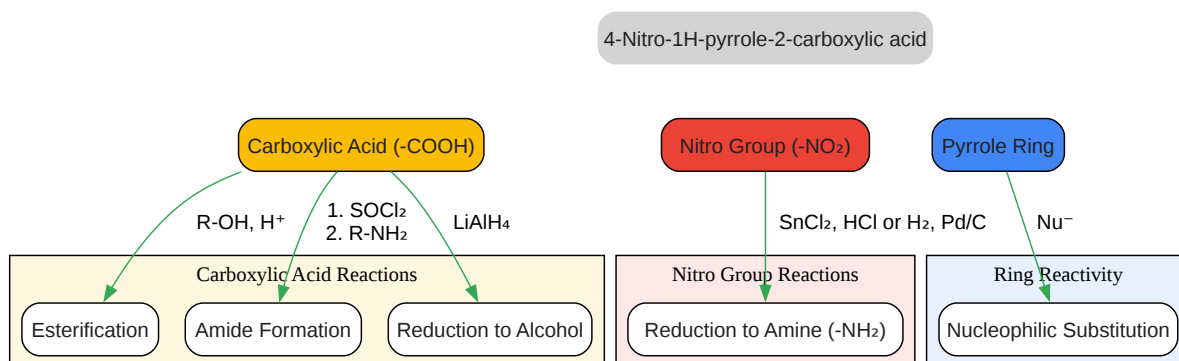 4-Nitro-1H-pyrrole-2-carboxylic acid
Carboxylic Acid (-COOH)
Nitro Group (-NO₂)
Pyrrole Ring
R-OH, H⁺
1. SOCl₂
2. R-NH₂
LiAlH₄
SnCl₂, HCl or H₂, Pd/C
Nu⁻
Carboxylic Acid Reactions
Nitro Group Reactions
Ring Reactivity
Esterification
Amide Formation
Reduction to Alcohol
Reduction to Amine (-NH₂)
Nucleophilic Substitution